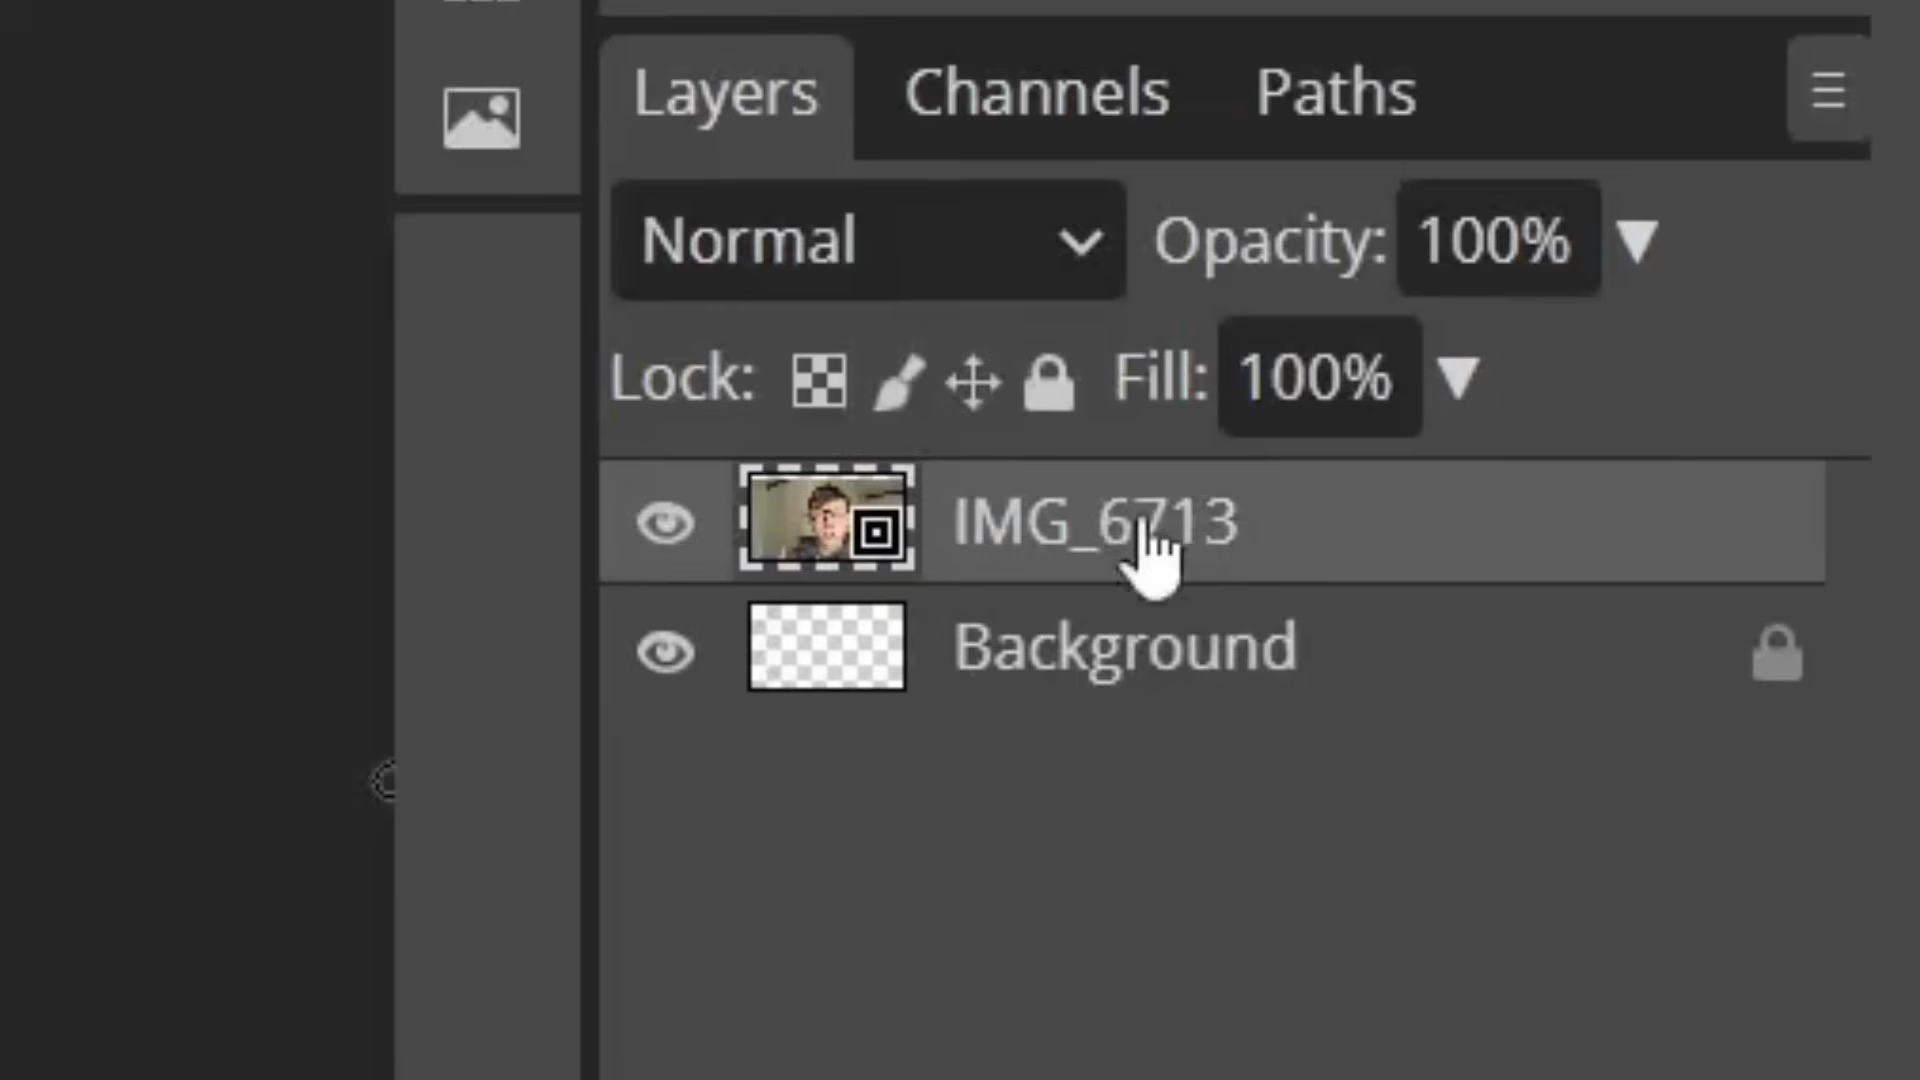 Layers Channels Paths
Normal Opacity: 100%
Lock: Fill: 100%
IMG_6713
Background